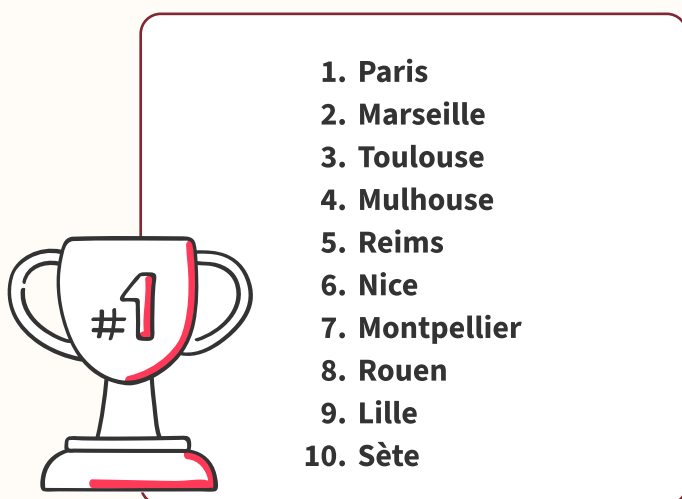 1. Paris
2. Marseille
3. Toulouse
4. Mulhouse
5. Reims
6. Nice
7. Montpellier
8. Rouen
9. Lille
10. Sète
#1